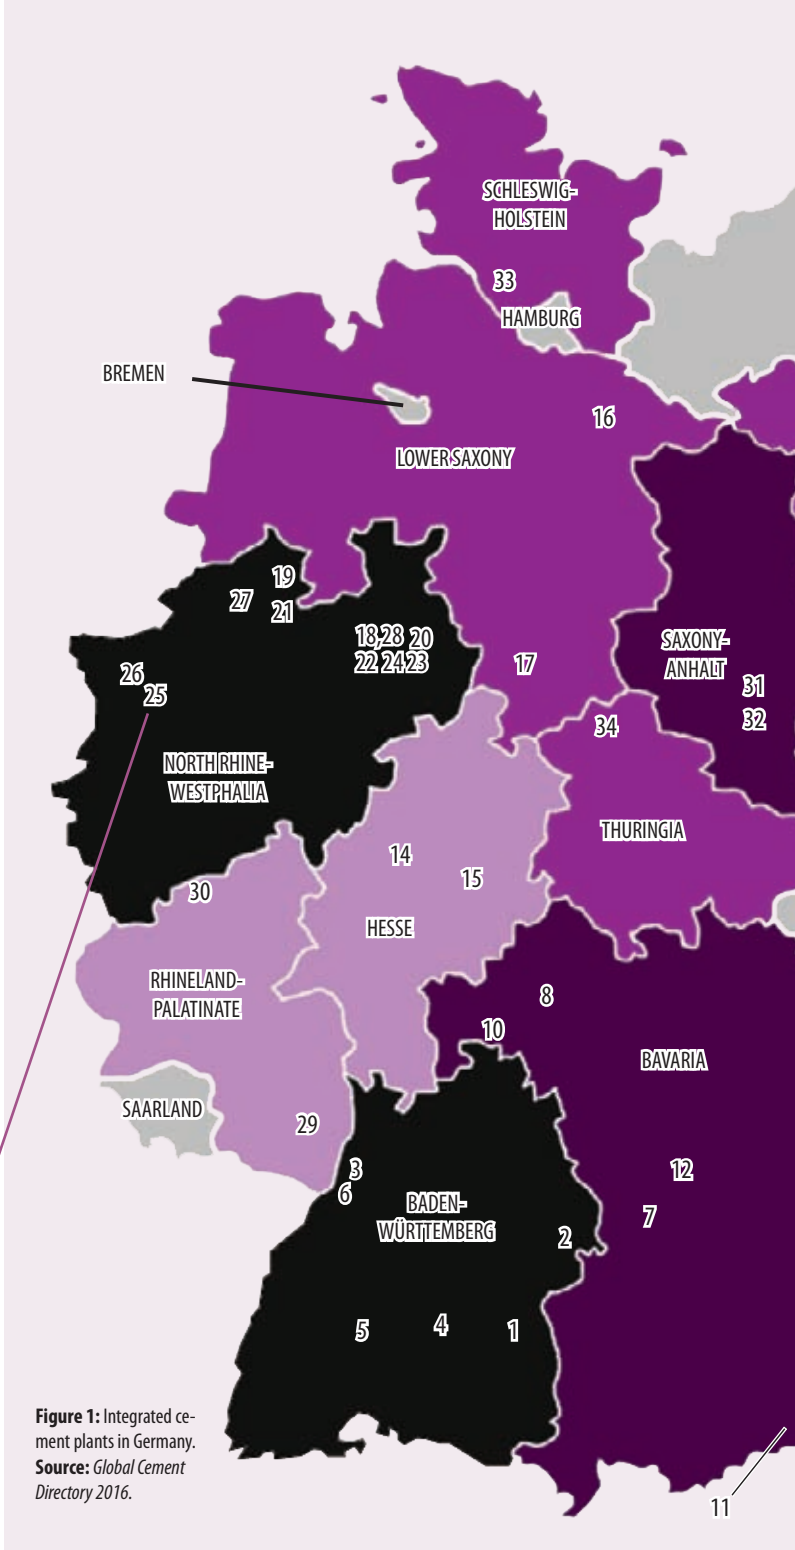 SCHLESWIG-
HOLSTEIN
33
HAMBURG
BREMEN
16
LOWER SAXONY
19
27
21
18,28 20
22 24 23
17
SAXONY-
ANHALT
26
25
31
32
34
NORTH RHINE-
WESTPHALIA
THURINGIA
14
15
30
HESSE
RHINELAND-
PALATINATE
8
10
BAVARIA
SAARLAND
29
3
12
6
BADEN-
WÜRTTEMBERG
7
2
5
4
1
Figure 1: Integrated ce-
ment plants in Germany.
Source: Global Cement
Directory 2016.
11